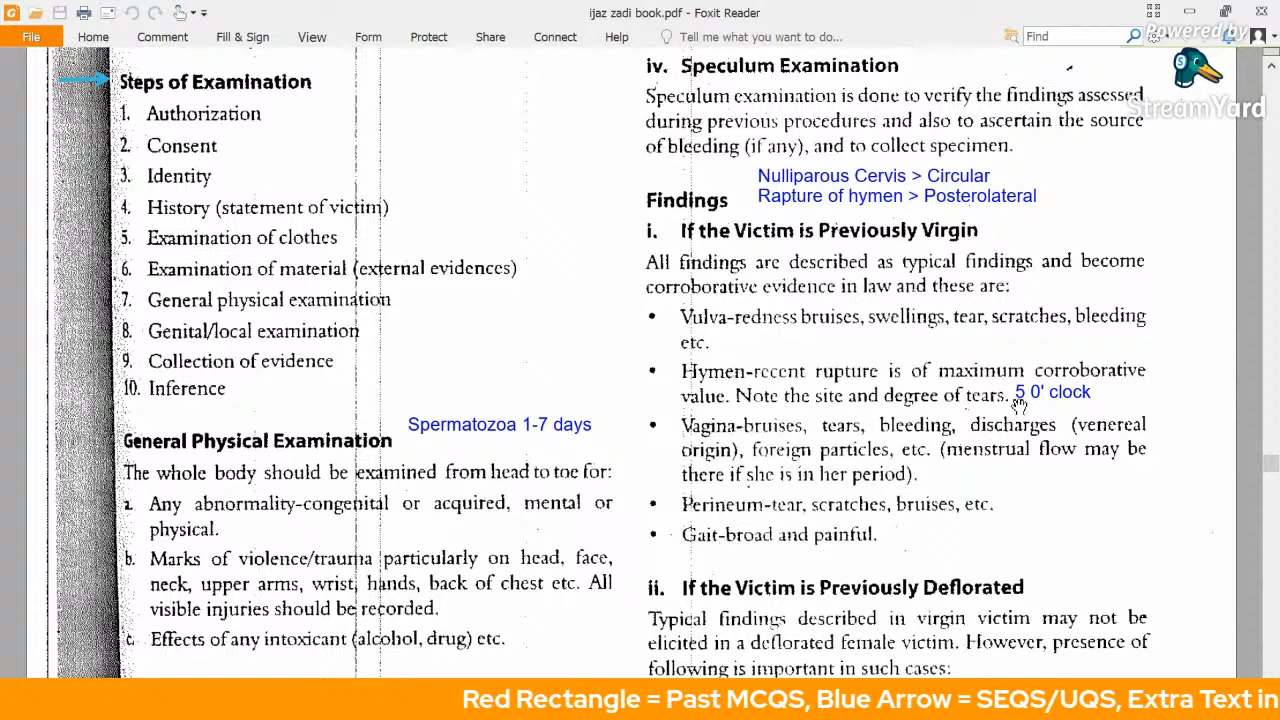 ijaz zadi book.pdf - Foxit Reader
File Home Comment Fill & Sign View Form Protect Share Connect Help Tell me what you want to do... Find
Powered by
StreamYard
Steps of Examination
1. Authorization
2. Consent
3. Identity
4. History (statement of victim)
5. Examination of clothes
6. Examination of material (external evidences)
7. General physical examination
8. Genital/local examination
9. Collection of evidence
10. Inference
Spermatozoa 1-7 days
General Physical Examination
The whole body should be examined from head to toe for:
a. Any abnormality-congenital or acquired, mental or
physical.
b. Marks of violence/trauma particularly on head, face,
neck, upper arms, wrist, hands, back of chest etc. All
visible injuries should be recorded.
c. Effects of any intoxicant (alcohol, drug) etc.
iv. Speculum Examination
Speculum examination is done to verify the findings assessed
during previous procedures and also to ascertain the source
of bleeding (if any), and to collect specimen.
Nulliparous Cervis > Circular
Rapture of hymen > Posterolateral
Findings
i. If the Victim is Previously Virgin
All findings are described as typical findings and become
corroborative evidence in law and these are:
• Vulva-redness bruises, swellings, tear, scratches, bleeding
etc.
• Hymen-recent rupture is of maximum corroborative
value. Note the site and degree of tears. 5 0' clock
• Vagina-bruises, tears, bleeding, discharges (venereal
origin), foreign particles, etc. (menstrual flow may be
there if she is in her period).
• Perineum-tear, scratches, bruises, etc.
• Gait-broad and painful.
ii. If the Victim is Previously Deflorated
Typical findings described in virgin victim may not be
elicited in a deflorated female victim. However, presence of
following is important in such cases:
Red Rectangle = Past MCQS, Blue Arrow = SEQS/UQS, Extra Text in